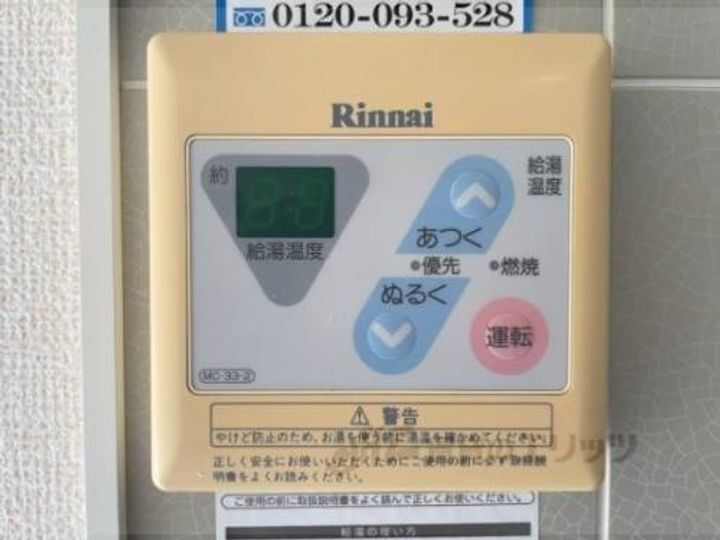 0120-093-528
Rinnai
約
給湯温度
給湯
温度
あつく
優先
燃焼
ぬるく
運転
MC-33-2
警告
やけど防止のため、お湯を使う前に湯温を確かめてください。
正しく安全にお使いいただくためにご使用の前に必ず取扱説
明書をよくお読みください。
ご使用の前に取扱説明書をよく読んで正しくお使いください。
給湯の使い方